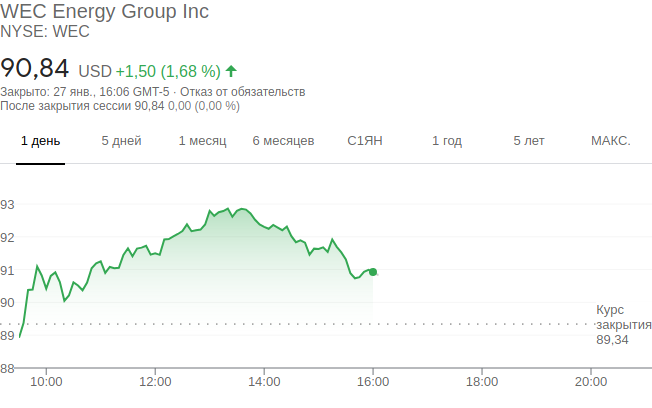 WEC Energy Group Inc
NYSE: WEC
90,84 USD +1,50 (1,68 %)
Закрыто: 27 янв., 16:06 GMT-5 · Отказ от обязательств
После закрытия сессии 90,84 0,00 (0,00 %)
1 день 5 дней 1 месяц 6 месяцев С1ЯН 1 год 5 лет МАКС.
93
92
91
90
89
88
Курс
закрытия
89,34
10:00 12:00 14:00 16:00 18:00 20:00